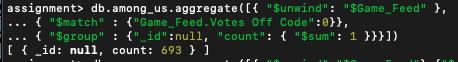 assignment> db.among_us.aggregate([{ "$unwind": "$Game_Feed" },
... { "$match" : {"Game_Feed.Votes Off Code":0}},
... { "$group" : {"_id":null, "count": { "$sum": 1 }}}])
[ { _id: null, count: 693 } ]